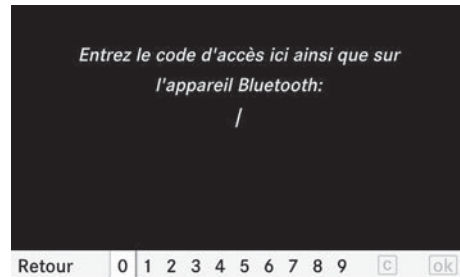 Entrez le code d'accès ici ainsi que sur
l'appareil Bluetooth:
/
Retour 0 1 2 3 4 5 6 7 8 9 c ok